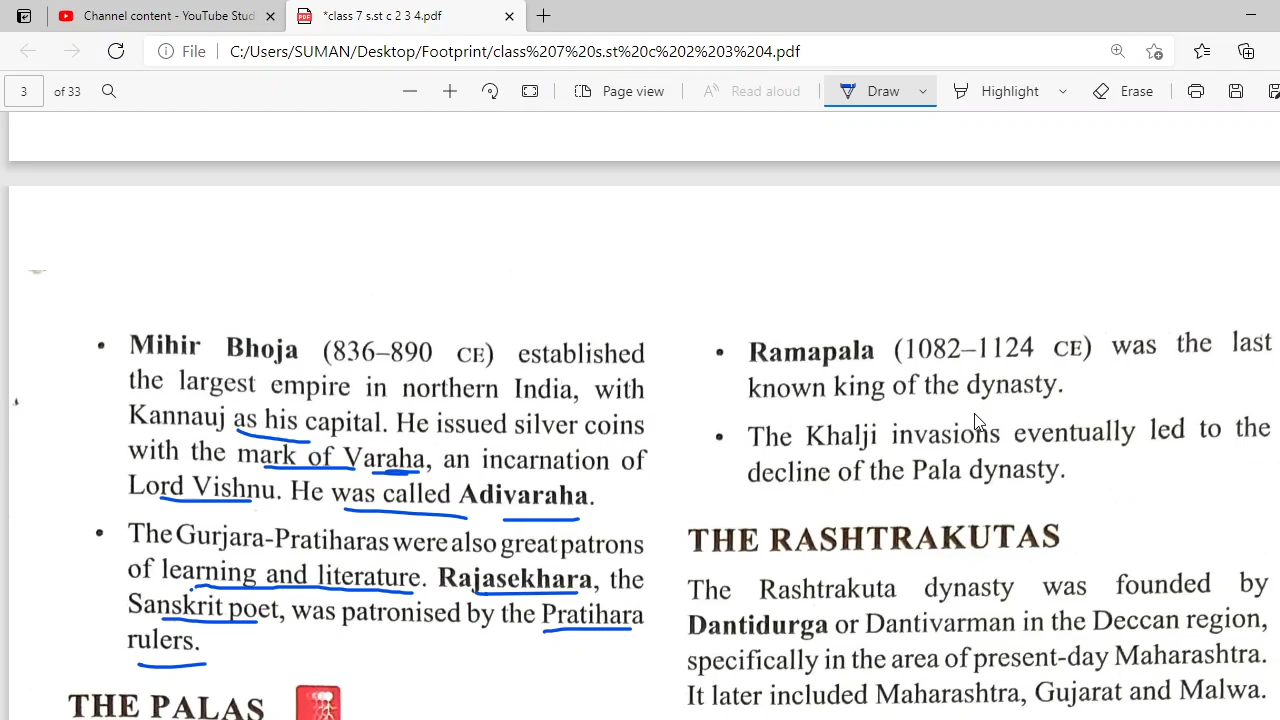 Channel content - YouTube Stud
*class 7 s.st c 2 3 4.pdf
File
C:/Users/SUMAN/Desktop/Footprint/class%207%20s.st%20c%202%203%204.pdf
3
of 33
Page view
Read aloud
Draw
Highlight
Erase
• Mihir Bhoja (836–890 CE) established
the largest empire in northern India, with
Kannauj as his capital. He issued silver coins
with the mark of Varaha, an incarnation of
Lord Vishnu. He was called Adivaraha.
• The Gurjara-Pratiharas were also great patrons
of learning and literature. Rajasekhara, the
Sanskrit poet, was patronised by the Pratihara
rulers.
THE PALAS
• Ramapala (1082–1124 CE) was the last
known king of the dynasty.
• The Khalji invasions eventually led to the
decline of the Pala dynasty.
THE RASHTRAKUTAS
The Rashtrakuta dynasty was founded by
Dantidurga or Dantivarman in the Deccan region,
specifically in the area of present-day Maharashtra.
It later included Maharashtra, Gujarat and Malwa.